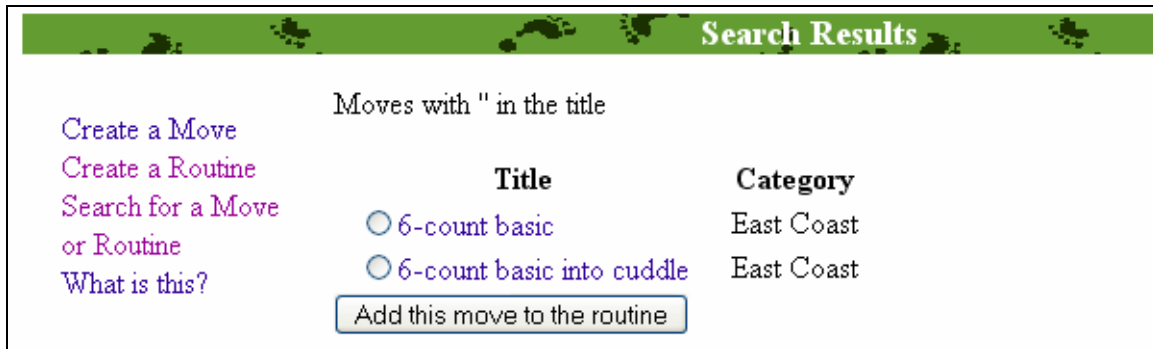 Search Results
Create a Move
Create a Routine
Search for a Move
or Routine
What is this?
Moves with '' in the title
Title Category
6-count basic East Coast
6-count basic into cuddle East Coast
Add this move to the routine